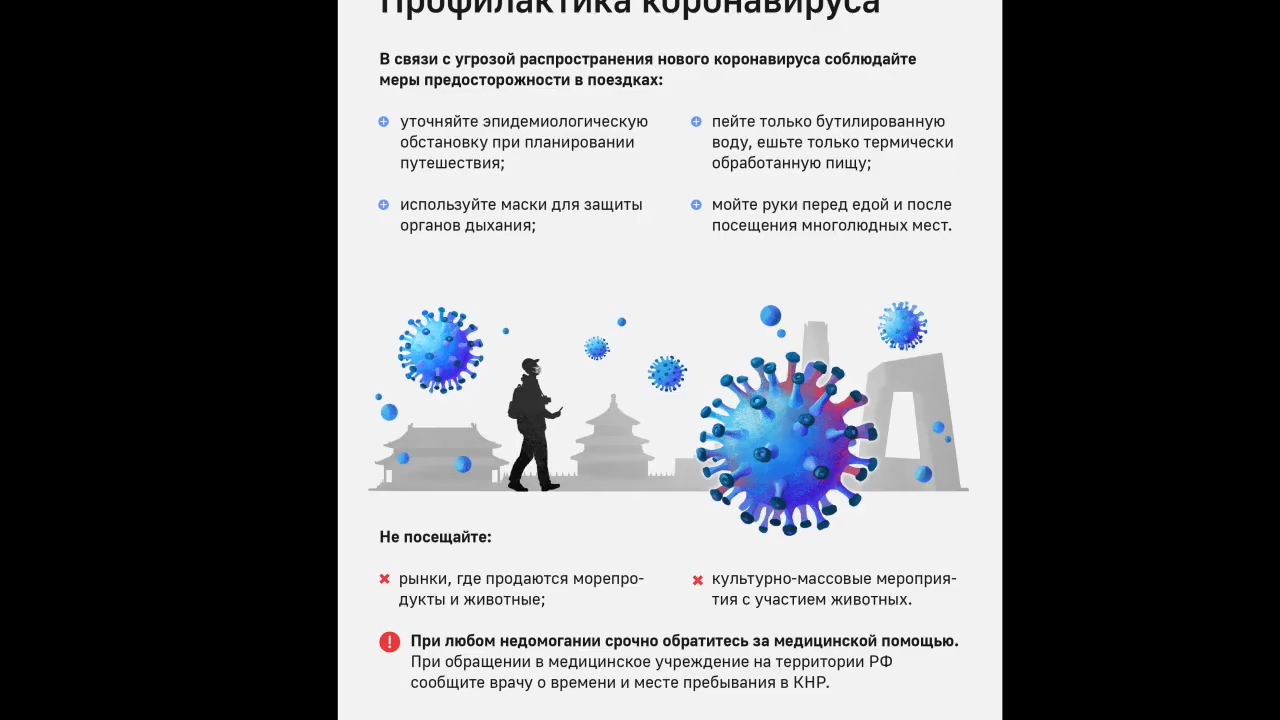 Профилактика коронавируса
В связи с угрозой распространения нового коронавируса соблюдайте
меры предосторожности в поездках:
уточняйте эпидемиологическую
обстановку при планировании
путешествия;
используйте маски для защиты
органов дыхания;
пейте только бутилированную
воду, ешьте только термически
обработанную пищу;
мойте руки перед едой и после
посещения многолюдных мест.
Не посещайте:
рынки, где продаются морепро-
дукты и животные;
культурно-массовые мероприя-
тия с участием животных.
При любом недомогании срочно обратитесь за медицинской помощью.
При обращении в медицинское учреждение на территории РФ
сообщите врачу о времени и месте пребывания в КНР.